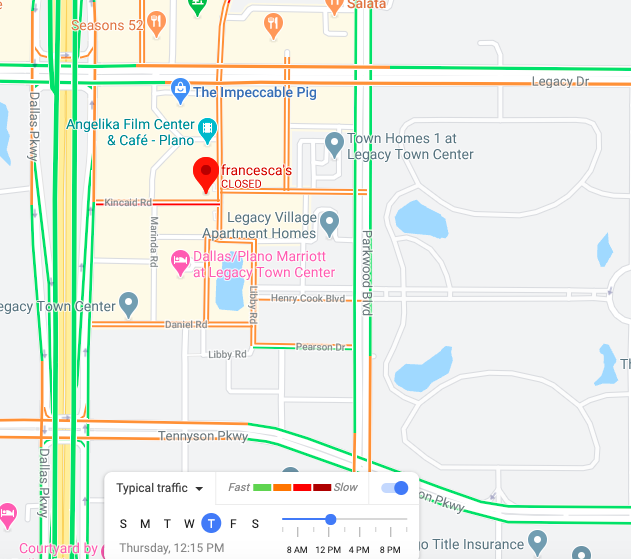 Salata
Seasons 52
Legacy Dr
The Impeccable Pig
Dallas Pkwy
Angelika Film Center
& Café - Plano
Town Homes 1 at
Legacy Town Center
francesca's
CLOSED
Kincaid Rd
Legacy Village
Apartment Homes
Marinda Rd
Parkwood Blvd
Dallas/Plano Marriott
at Legacy Town Center
Libby Rd
Henry Cook Blvd
egacy Town Center
Daniel Rd
Pearson Dr
Libby Rd
Th
Tennyson Pkwy
Dallas Pkwy
on Pkwy
Typical traffic
Fast
Slow
S M T W T F S
Thursday, 12:15 PM
8 AM 12 PM 4 PM 8 PM
Courtyard by
o Title Insurance